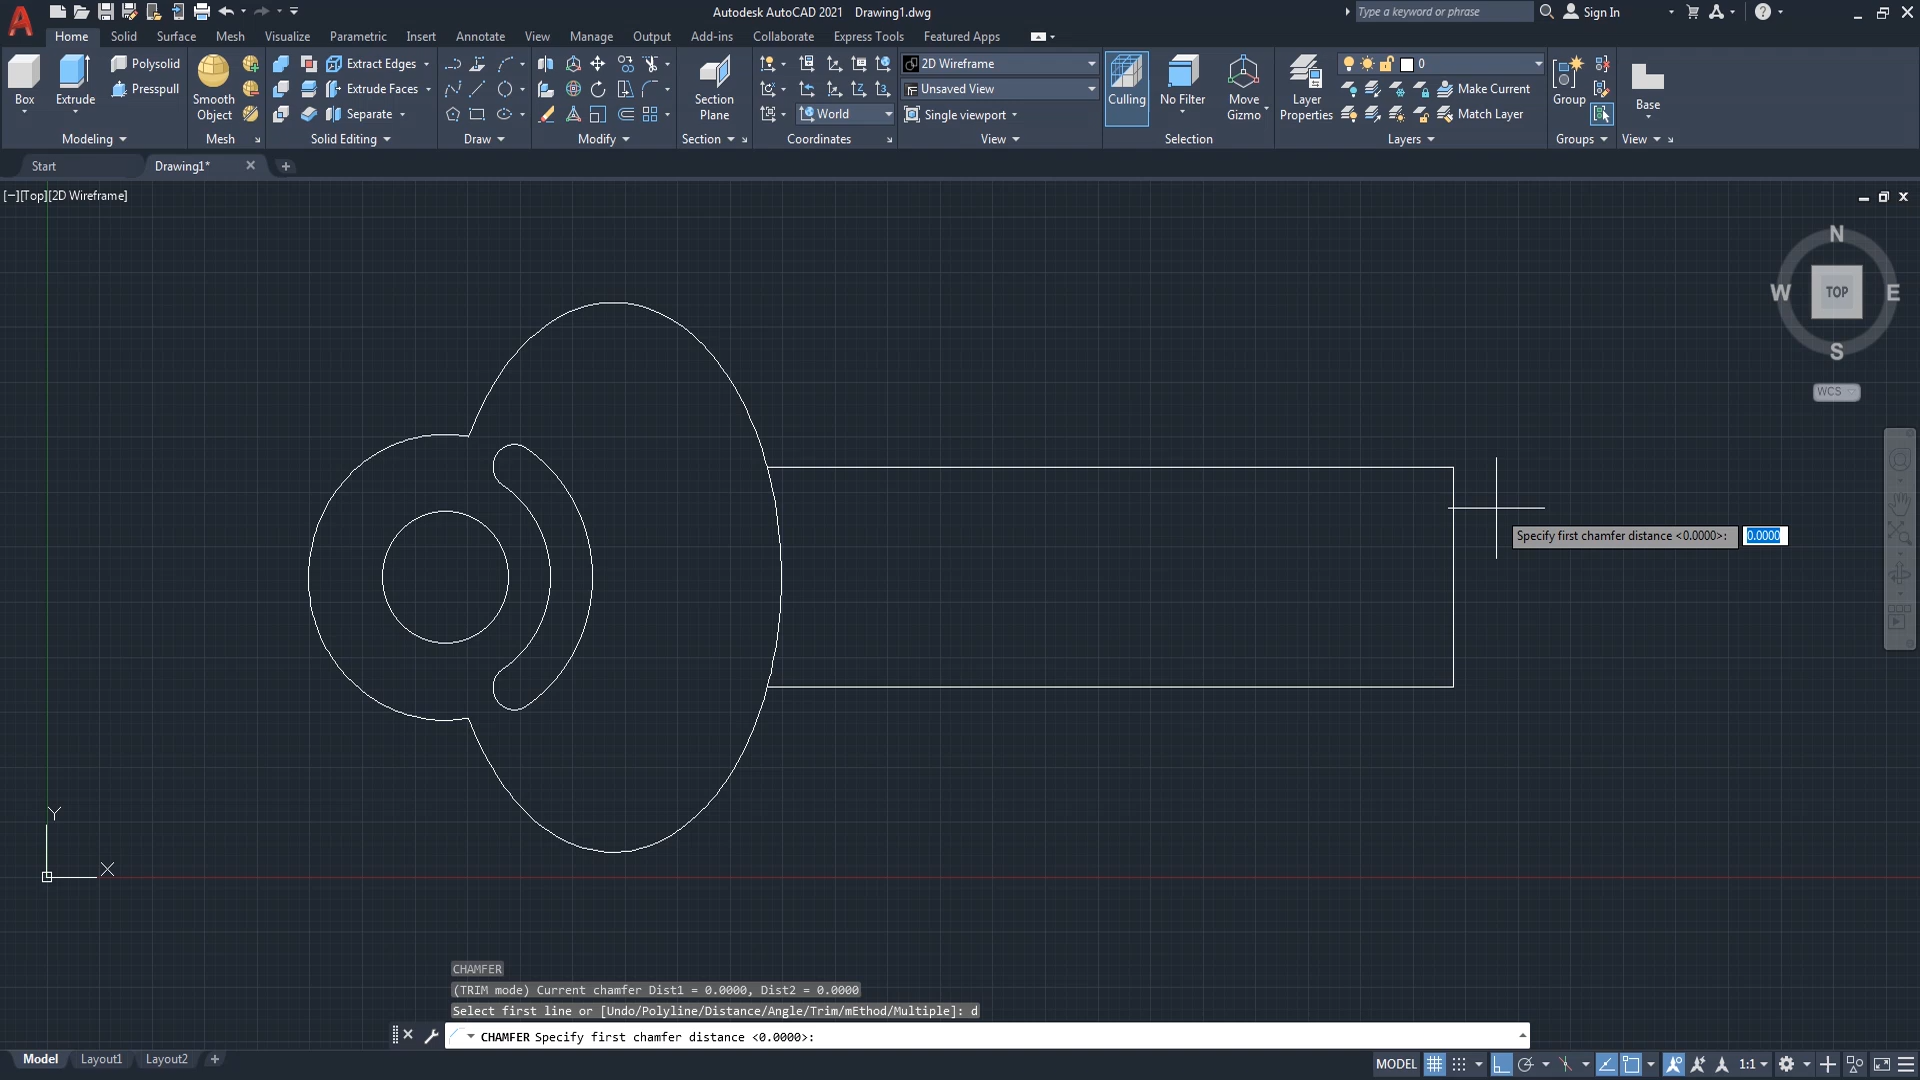 Autodesk AutoCAD 2021 Drawing1.dwg
Type a keyword or phrase
Sign In
Home Solid Surface Mesh Visualize Parametric Insert Annotate View Manage Output Add-ins Collaborate Express Tools Featured Apps
Box
Extrude
Polysolid
Presspull
Modeling
Smooth
Object
Mesh
Extract Edges
Extrude Faces
Separate
Solid Editing
Draw
Modify
Section
Plane
Section
World
Coordinates
2D Wireframe
Unsaved View
Single viewport
View
Culling
No Filter
Move
Gizmo
Selection
Layer
Properties
0
Make Current
Match Layer
Layers
Group
Groups
Base
View
Start
Drawing1*
[−][Top][2D Wireframe]
N
W
TOP
E
S
WCS
Specify first chamfer distance <0.0000>: 0.0000
Y
X
CHAMFER
(TRIM mode) Current chamfer Dist1 = 0.0000, Dist2 = 0.0000
Select first line or [Undo/Polyline/Distance/Angle/Trim/mEthod/Multiple]: d
CHAMFER Specify first chamfer distance <0.0000>:
Model Layout1 Layout2
MODEL
1:1